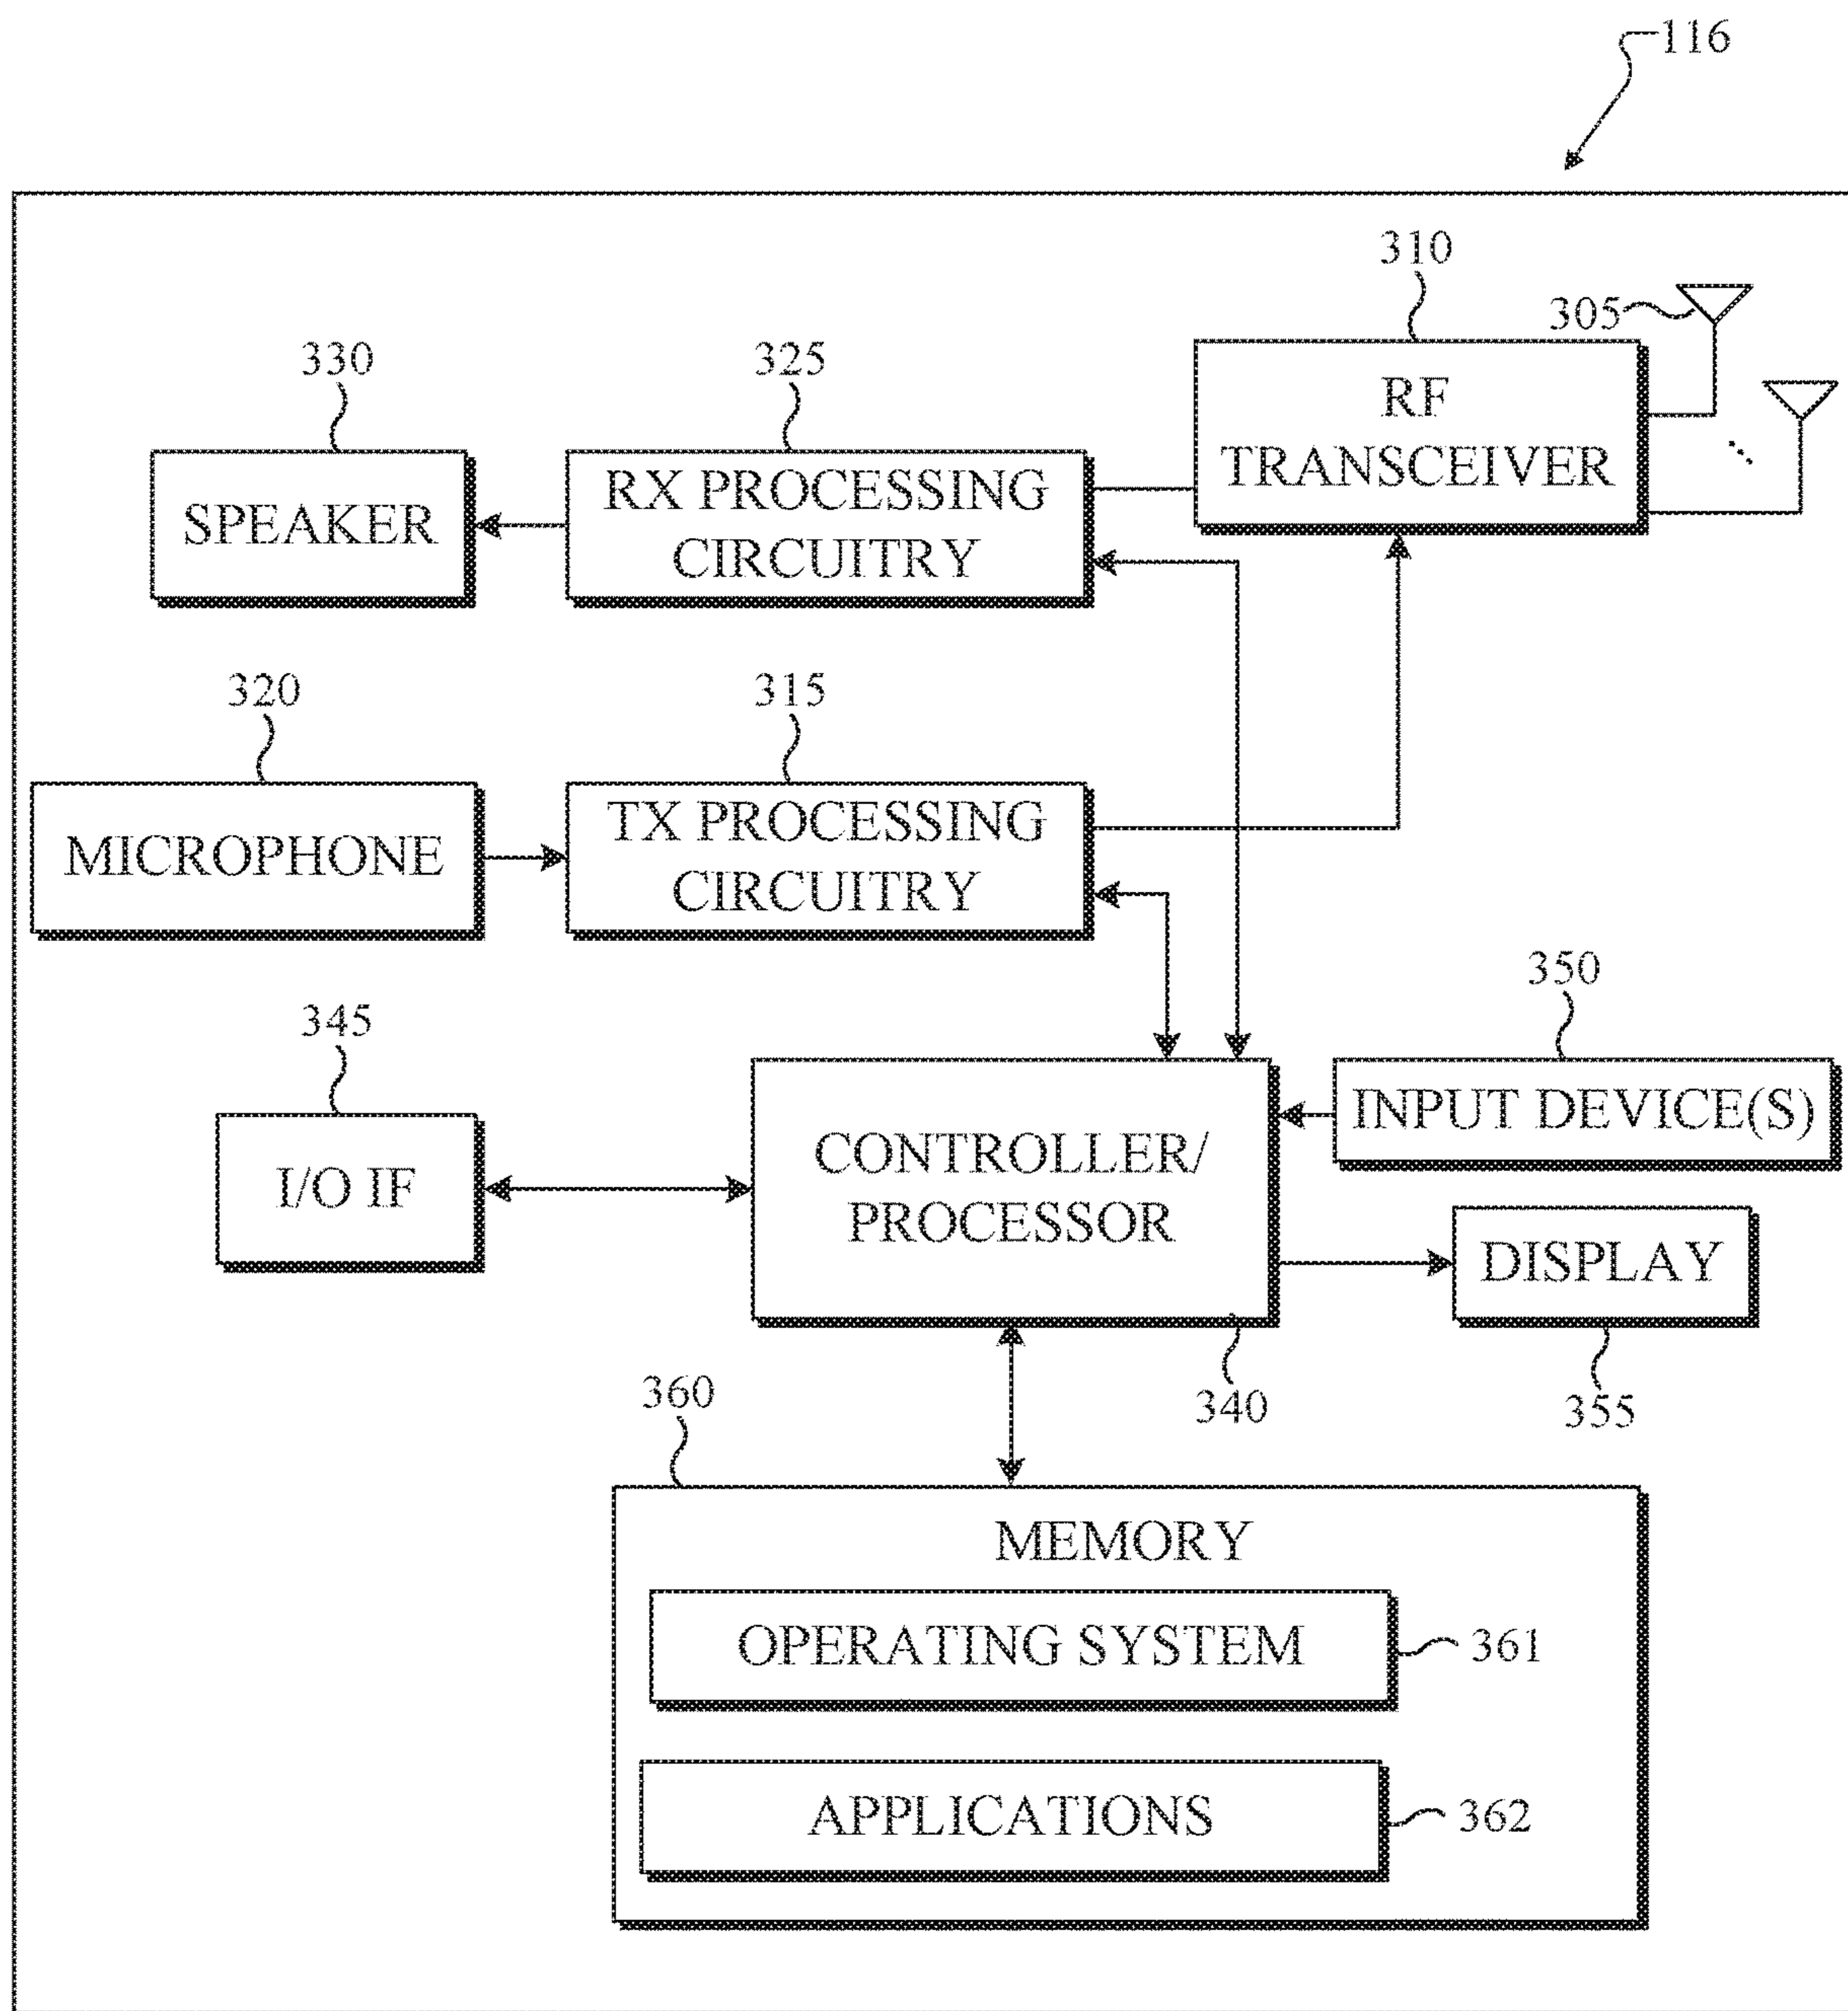 116
310
305
RF
TRANSCEIVER
330
325
SPEAKER
RX PROCESSING
CIRCUITRY
320
315
MICROPHONE
TX PROCESSING
CIRCUITRY
345
350
I/O IF
CONTROLLER/
PROCESSOR
INPUT DEVICE(S)
DISPLAY
340
355
360
MEMORY
OPERATING SYSTEM
361
APPLICATIONS
362